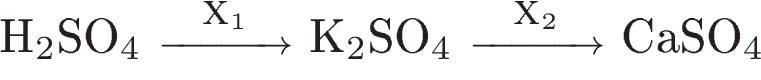 H₂SO₄ —X₁→ K₂SO₄ —X₂→ CaSO₄